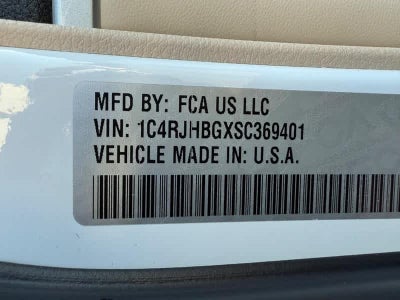 MFD BY: FCA US LLC
VIN: 1C4RJHBGXSC369401
VEHICLE MADE IN: U.S.A.